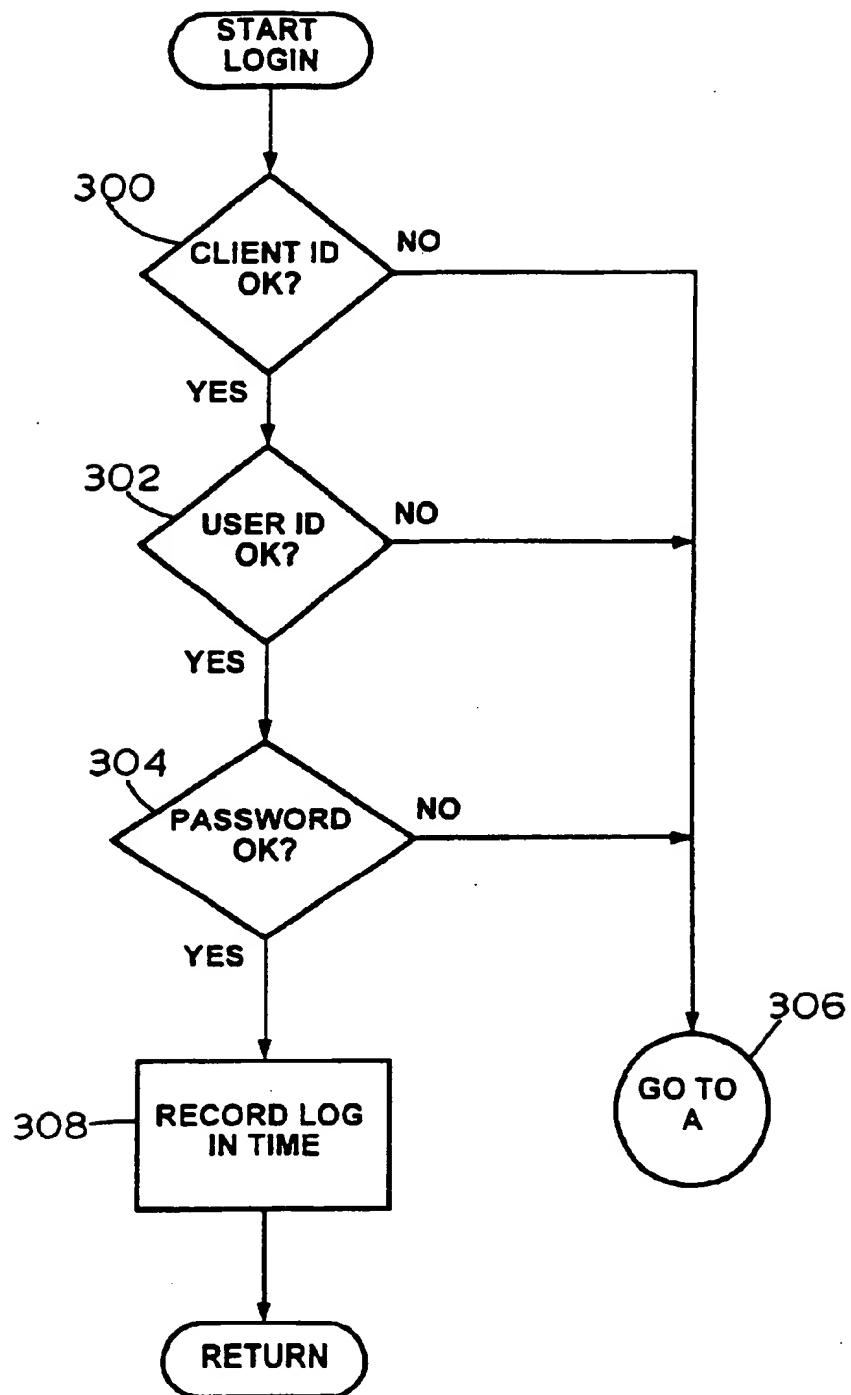 START
LOGIN
300
CLIENT ID
OK?
NO
YES
302
USER ID
OK?
NO
YES
304
PASSWORD
OK?
NO
YES
306
GO TO
A
308
RECORD LOG
IN TIME
RETURN